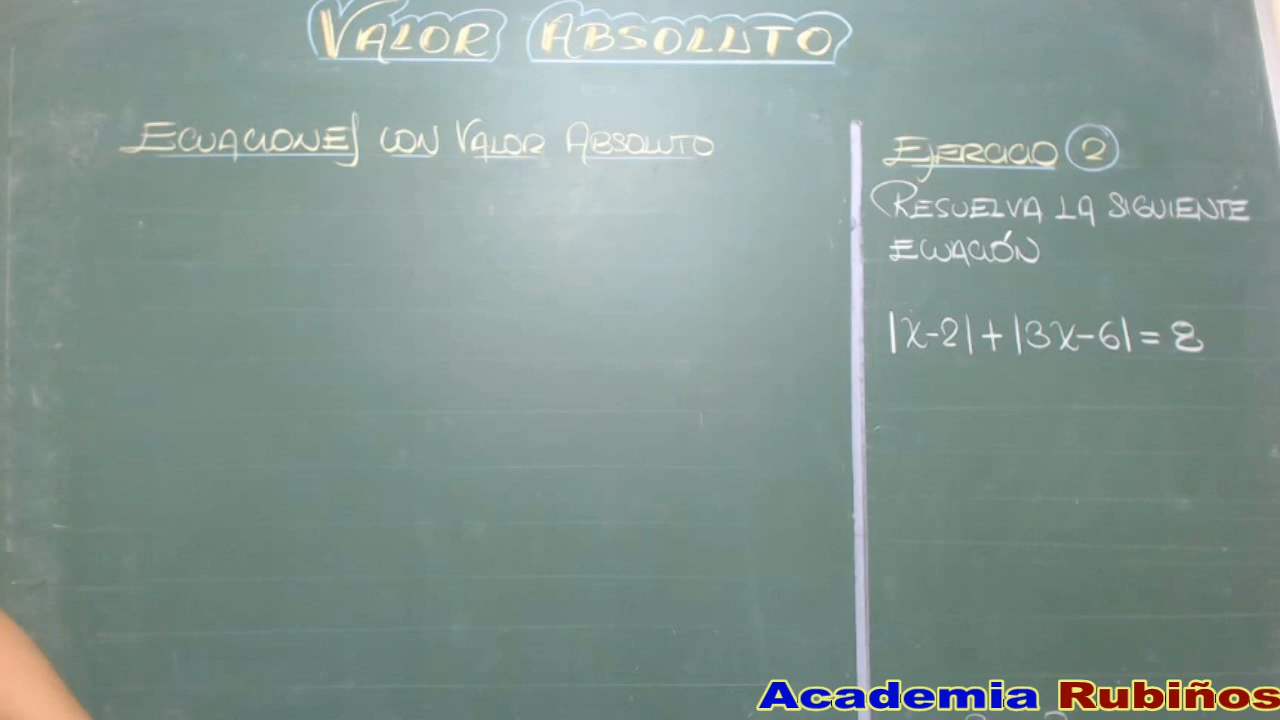 VALOR ABSOLUTO
ECUACIONES CON VALOR ABSOLUTO
EJERCICIO 2
RESUELVA LA SIGUIENTE
ECUACIÓN
|x-2|+|3x-6|=8
Academia Rubiños